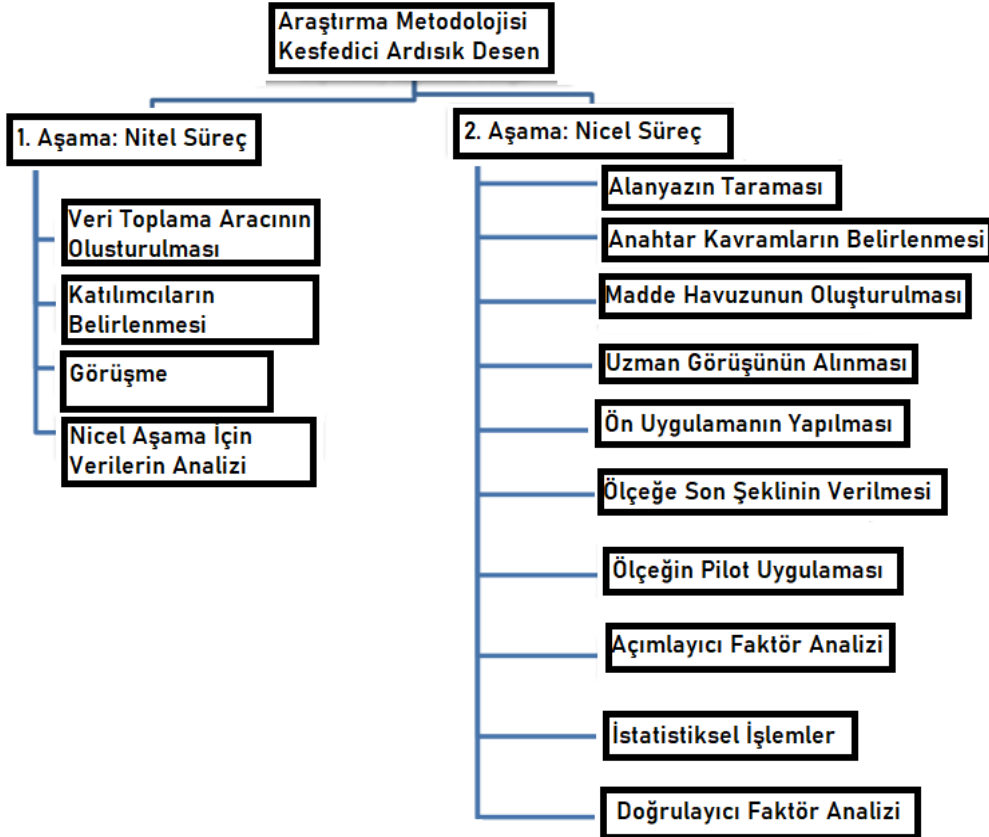 Araştırma Metodolojisi
Kesfedici Ardısık Desen
1. Aşama: Nitel Süreç
Veri Toplama Aracının
Olusturulması
Katılımcıların
Belirlenmesi
Görüşme
Nicel Aşama İçin
Verilerin Analizi
2. Aşama: Nicel Süreç
Alanyazın Taraması
Anahtar Kavramların Belirlenmesi
Madde Havuzunun Oluşturulması
Uzman Görüşünün Alınması
Ön Uygulamanın Yapılması
Ölçeğe Son Şeklinin Verilmesi
Ölçeğin Pilot Uygulaması
Açımlayıcı Faktör Analizi
İstatistiksel İşlemler
Doğrulayıcı Faktör Analizi